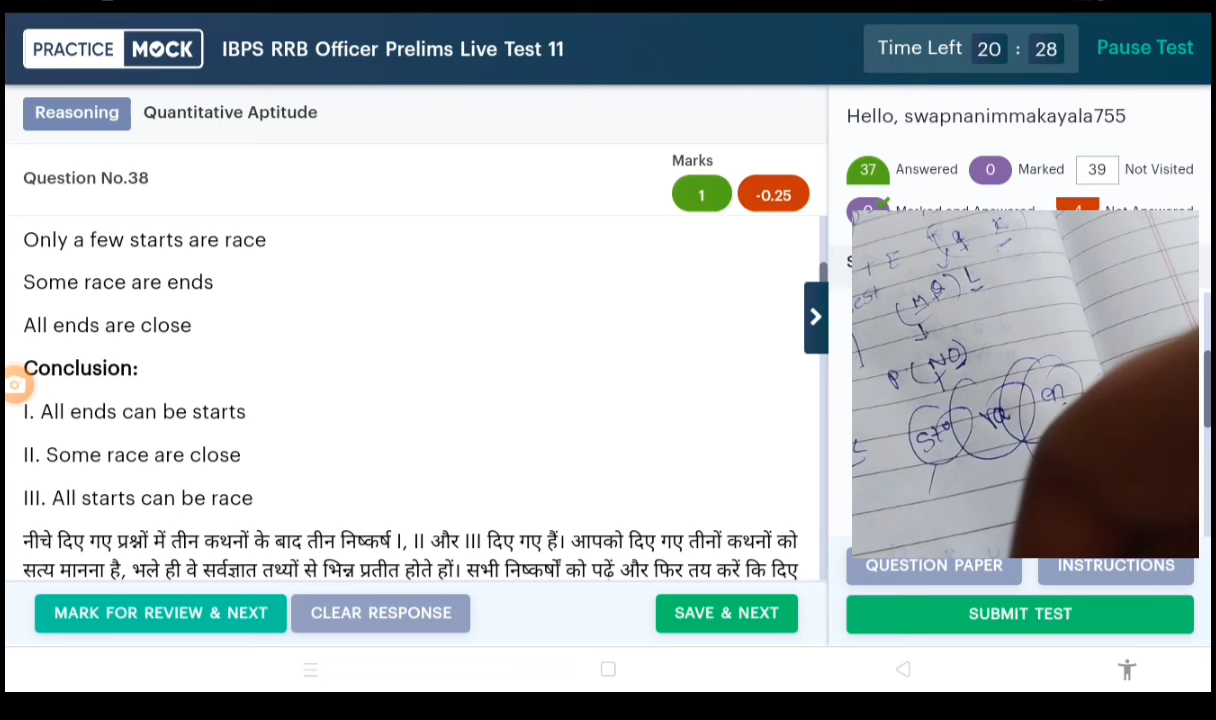 PRACTICE MOCK IBPS RRB Officer Prelims Live Test 11 Time Left 20 : 28 Pause Test
Reasoning Quantitative Aptitude
Hello, swapnanimmakayala755
Question No.38
Marks
1 -0.25
37 Answered 0 Marked 39 Not Visited
Only a few starts are race
Some race are ends
All ends are close
Conclusion:
I. All ends can be starts
II. Some race are close
III. All starts can be race
नीचे दिए गए प्रश्नों में तीन कथनों के बाद तीन निष्कर्ष I, II और III दिए गए हैं। आपको दिए गए तीनों कथनों को
सत्य मानना है, भले ही वे सर्वज्ञात तथ्यों से भिन्न प्रतीत होते हों। सभी निष्कर्षों को पढ़ें और फिर तय करें कि दिए
MARK FOR REVIEW & NEXT CLEAR RESPONSE SAVE & NEXT
QUESTION PAPER INSTRUCTIONS
SUBMIT TEST